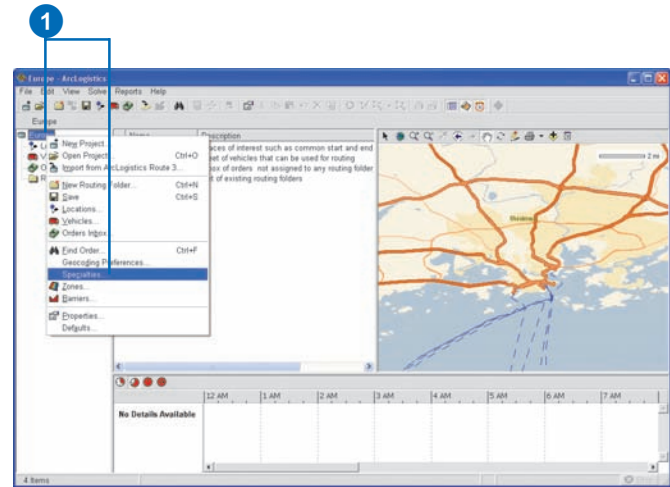 1
Europe - ArcLogistics
File Edit View Solve Reports Help
Europe
Name Description
New Project...
Open Project... Ctrl+O
Import from ArcLogistics Route 3...
New Routing Folder... Ctrl+N
Save Ctrl+S
Locations...
Vehicles...
Orders Inbox...
Find Order... Ctrl+F
Geocoding Preferences...
Specialties...
Zones...
Barriers...
Properties...
Defaults...
aces of interest such as common start and end
et of vehicles that can be used for routing
box of orders not assigned to any routing folder
t of existing routing folders
2 mi
12 AM 1 AM 2 AM 3 AM 4 AM 5 AM 6 AM 7 AM
No Details Available
4 Items